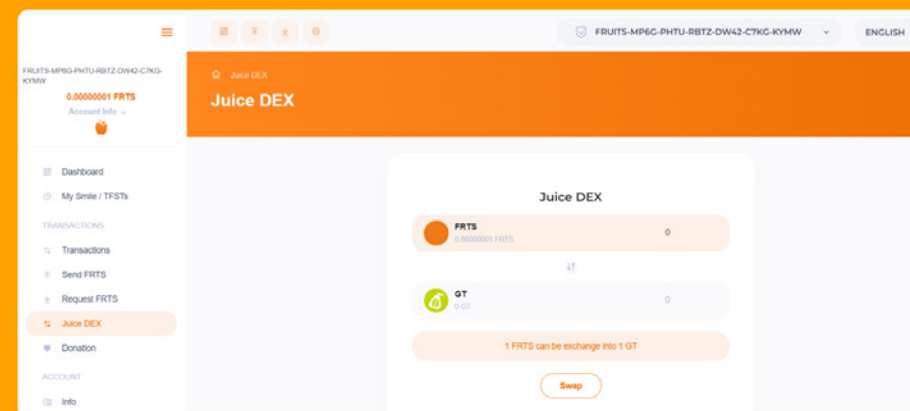 FRUITS-MP6G-PHTU-RBTZ-DW42-C7KG-KYMW
ENGLISH
FRUITS-MP6G-PHTU-RBTZ-DW42-C7KG-
KYMW
0.00000001 FRTS
Account Info
Juice DEX
Juice DEX
Dashboard
My Smile / TFSTs
TRANSACTIONS
Transactions
Send FRTS
Request FRTS
Juice DEX
Donation
ACCOUNT
Info
Juice DEX
FRTS
0.00000001 FRTS
0
GT
0 GT
0
1 FRTS can be exchange into 1 GT
Swap